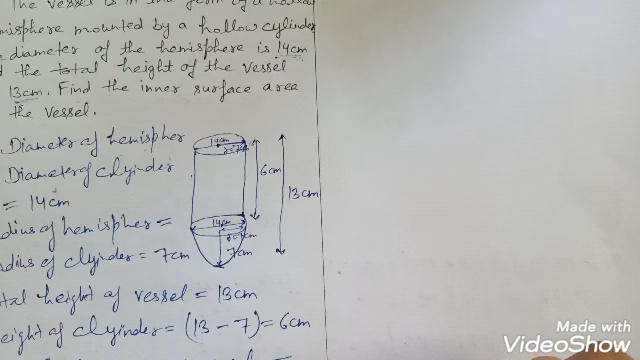 The vessel is in the form of a hollow
misphere mounted by a hollow cylinder
e diameter of the hemisphere is 14cm
d the total height of the vessel
13cm. Find the inner surface area
the vessel.
. Diameter of hemispher
Diameter of clyinder
= 14cm
dius of hemispher =
dius of clyinder = 7cm
tal height of vessel = 13cm
eight of clyinder = (13 - 7) = 6cm
14cm
6cm
13cm
14cm
7cm
Made with
VideoShow